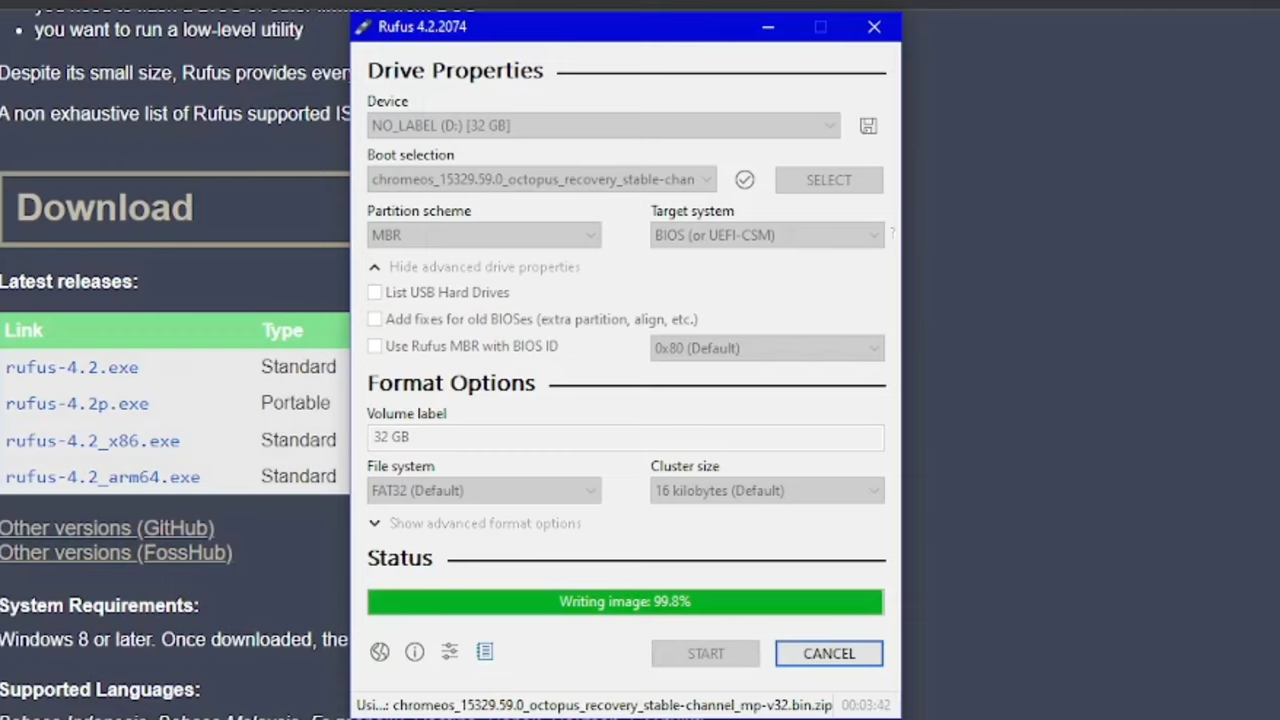 you want to run a low-level utility
Despite its small size, Rufus provides ever
A non exhaustive list of Rufus supported IS
Download
Latest releases:
Link Type
rufus-4.2.exe Standard
rufus-4.2p.exe Portable
rufus-4.2_x86.exe Standard
rufus-4.2_arm64.exe Standard
Other versions (GitHub)
Other versions (FossHub)
System Requirements:
Windows 8 or later. Once downloaded, the
Supported Languages:
Rufus 4.2.2074
Drive Properties
Device
NO_LABEL (D:) [32 GB]
Boot selection
chromeos_15329.59.0_octopus_recovery_stable-chan
SELECT
Partition scheme Target system
MBR BIOS (or UEFI-CSM) ?
Hide advanced drive properties
List USB Hard Drives
Add fixes for old BIOSes (extra partition, align, etc.)
Use Rufus MBR with BIOS ID 0x80 (Default)
Format Options
Volume label
32 GB
File system Cluster size
FAT32 (Default) 16 kilobytes (Default)
Show advanced format options
Status
Writing image: 99.8%
START CANCEL
Usi...: chromeos_15329.59.0_octopus_recovery_stable-channel_mp-v32.bin.zip 00:03:42